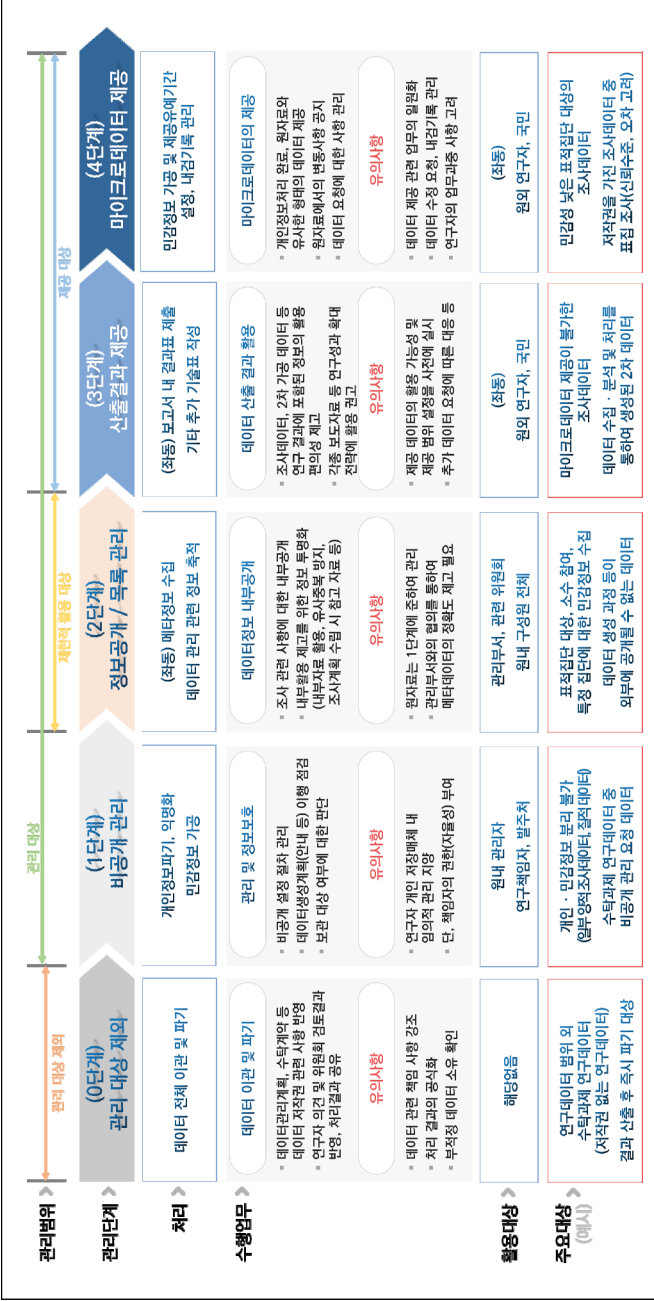 관리범위
관리 대상 제외
관리 대상
제한적 활용 대상
제공 대상
관리단계
(0단계)
관리 대상 제외
(1단계)
비공개 관리
(2단계)
정보공개 / 목록 관리
(3단계)
산출결과 제공
(4단계)
마이크로데이터 제공
처리
데이터 전체 이관 및 파기
개인정보파기, 익명화
민감정보 가공
(좌동) 메타정보 수집
데이터 관리 관련 정보 축적
(좌동) 보고서 내 결과표 제출
기타 추가 기술표 작성
민감정보 가공 및 제공유예기간
설정, 내검기록 관리
수행업무
데이터 이관 및 파기
데이터관리계획, 수탁계약 등
데이터 저작권 관련 사항 반영
연구자 의견 및 위원회 검토결과
반영, 처리결과 공유
유의사항
데이터 관련 책임 사항 강조
처리 결과의 공식화
부적정 데이터 소유 확인
관리 및 정보보호
비공개 설정 절차 관리
데이터생성계획(안내 등) 이행 점검
보관 대상 여부에 대한 판단
유의사항
연구자 개인 저장매체 내
임의적 관리 지양
단, 책임자의 권한(자율성) 부여
데이터정보 내부공개
조사 관련 사항에 대한 내부공개
내부활용 제고를 위한 정보 투명화
(내부자료 활용, 유사중복 방지,
조사계획 수립 시 참고 자료 등)
유의사항
원자료는 1단계에 준하여 관리
관리부서와의 협의를 통하여
메타데이터의 정확도 제고 필요
데이터 산출 결과 활용
조사데이터, 2차 가공 데이터 등
연구 결과에 포함된 정보의 활용
편의성 제고
각종 보도자료 등 연구성과 확대
전략에 활용 권고
유의사항
제공 데이터의 활용 가능성 및
제공 범위 설정을 사전에 실시
추가 데이터 요청에 따른 대응 등
마이크로데이터의 제공
개인정보처리 완료, 원자료와
유사한 형태의 데이터 제공
원자료에서의 변동사항 공지
데이터 요청에 대한 사항 관리
유의사항
데이터 제공 관련 업무의 일원화
데이터 수정 요청, 내검기록 관리
연구자의 업무과중 사항 고려
활용대상
해당없음
원내 관리자
연구책임자, 발주처
관리부서, 관련 위원회
원내 구성원 전체
(좌동)
원외 연구자, 국민
(좌동)
원외 연구자, 국민
주요대상
(예시)
연구데이터 범위 외
수탁과제 연구데이터
(저작권 없는 연구데이터)
결과 산출 후 즉시 파기 대상
개인 · 민감정보 분리 불가
(일부 양적조사데이터, 질적 데이터)
수탁과제 연구데이터 중
비공개 관리 요청 데이터
표적집단 대상, 소수 참여,
특정 집단에 대한 민감정보 수집
데이터 생성 과정 등이
외부에 공개될 수 없는 데이터
마이크로데이터 제공이 불가한
조사데이터
데이터 수집 · 분석 및 처리를
통하여 생성된 2차 데이터
민감성 낮은 표적집단 대상의
조사데이터
저작권을 가진 조사데이터 중
표집 조사(신뢰수준, 오차 고려)